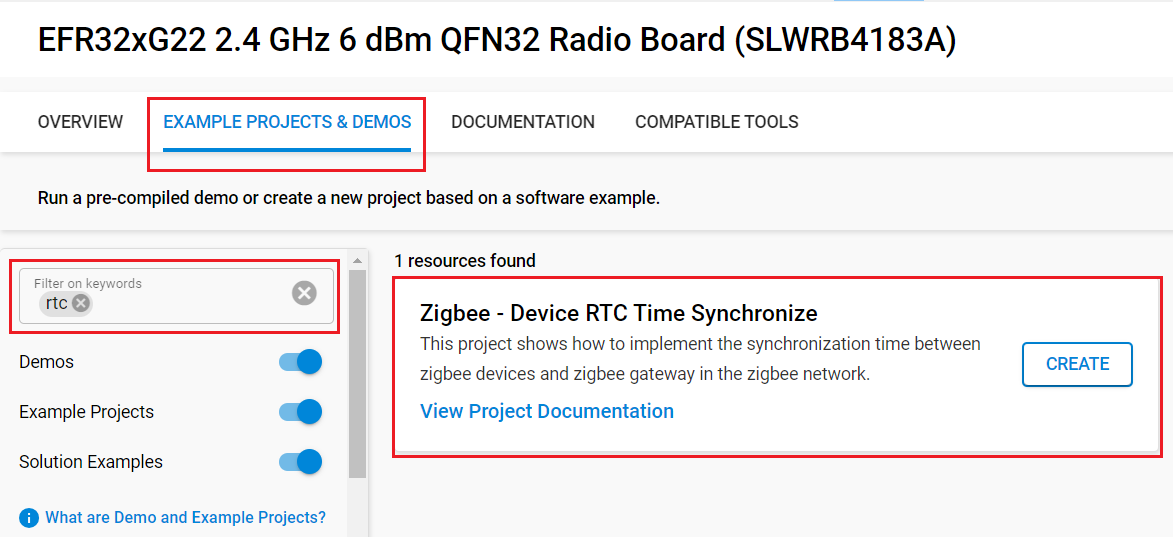 EFR32xG22 2.4 GHz 6 dBm QFN32 Radio Board (SLWRB4183A)
OVERVIEW EXAMPLE PROJECTS & DEMOS DOCUMENTATION COMPATIBLE TOOLS
Run a pre-compiled demo or create a new project based on a software example.
Filter on keywords
rtc
Demos
Example Projects
Solution Examples
What are Demo and Example Projects?
1 resources found
Zigbee - Device RTC Time Synchronize
This project shows how to implement the synchronization time between
zigbee devices and zigbee gateway in the zigbee network.
View Project Documentation
CREATE